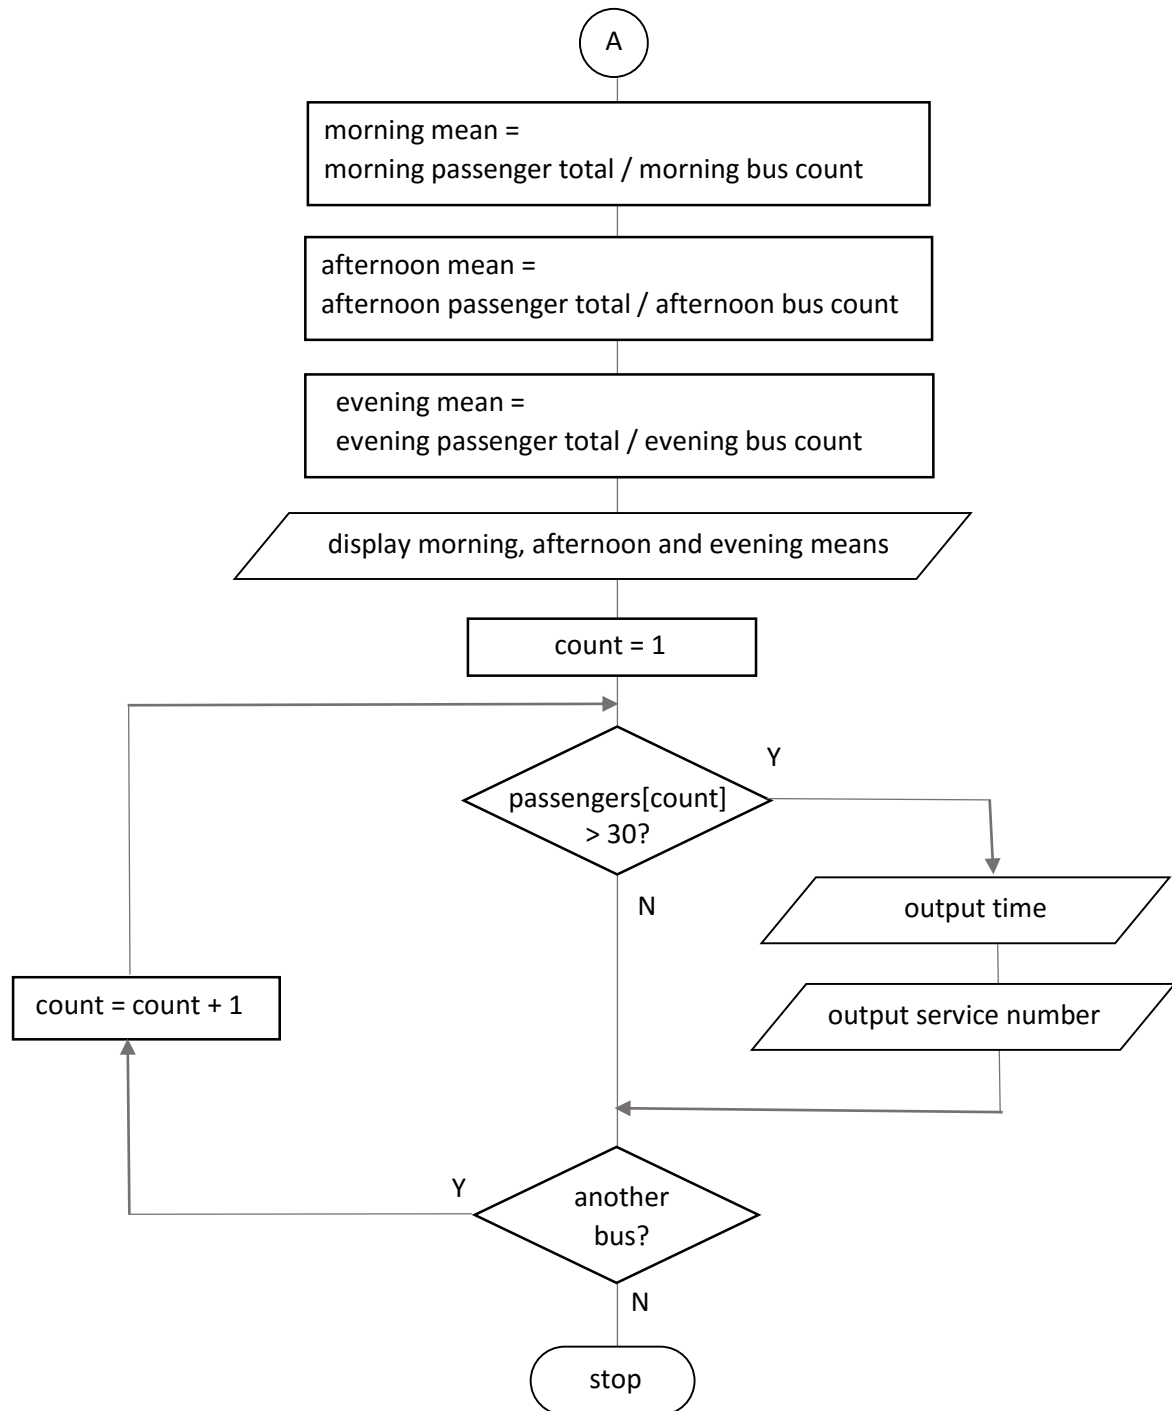 A
morning mean =
morning passenger total / morning bus count
afternoon mean =
afternoon passenger total / afternoon bus count
evening mean =
evening passenger total / evening bus count
display morning, afternoon and evening means
count = 1
Y
passengers[count]
> 30?
N
output time
output service number
count = count + 1
Y
another
bus?
N
stop